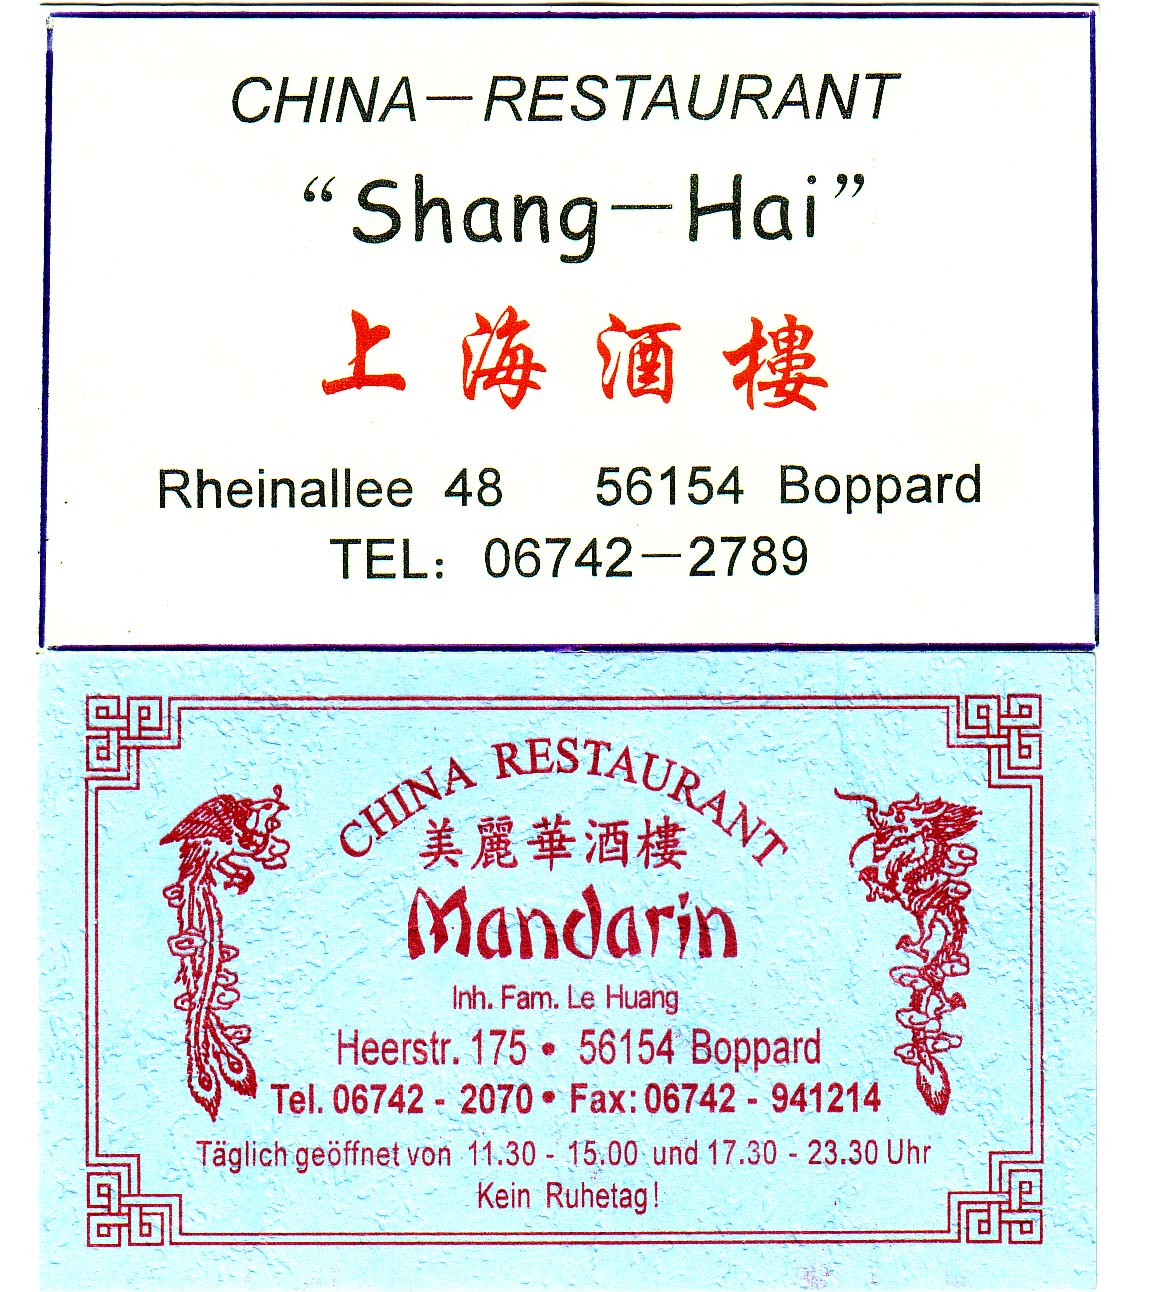 CHINA—RESTAURANT
“Shang—Hai”
上海酒樓
Rheinallee 48 56154 Boppard
TEL: 06742—2789
CHINA RESTAURANT
美麗華酒樓
Mandarin
Inh. Fam. Le Huang
Heerstr. 175 • 56154 Boppard
Tel. 06742 - 2070 • Fax: 06742 - 941214
Täglich geöffnet von 11.30 - 15.00 und 17.30 - 23.30 Uhr
Kein Ruhetag!